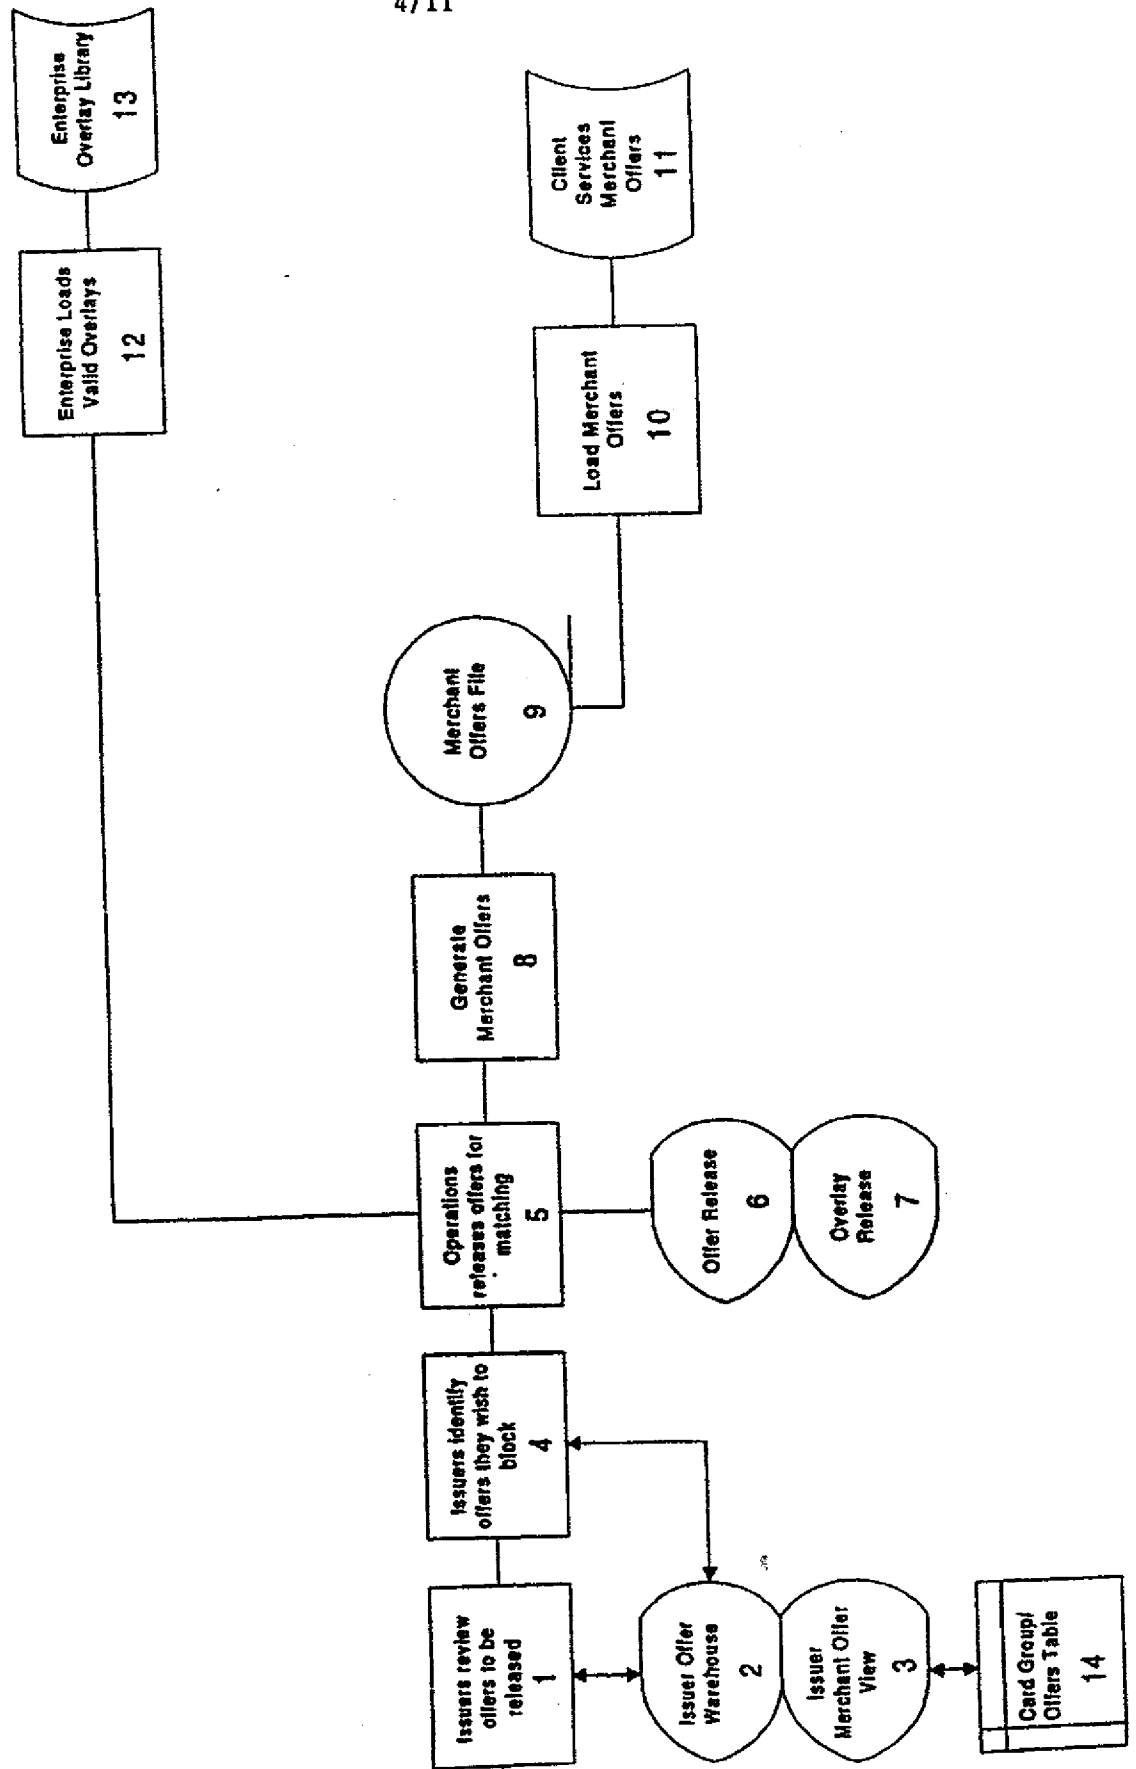 4/11
Enterprise
Overlay Library
13
Enterprise Loads
Valid Overlays
12
Client
Services
Merchant
Offers
11
Load Merchant
Offers
10
Merchant
Offers File
9
Generate
Merchant Offers
8
Operations
releases offers for
matching
5
Offer Release
6
Overlay
Release
7
Issuers identify
offers they wish to
block
4
Issuers review
offers to be
released
1
Issuer Offer
Warehouse
2
Issuer
Merchant Offer
View
3
Card Group/
Offers Table
14